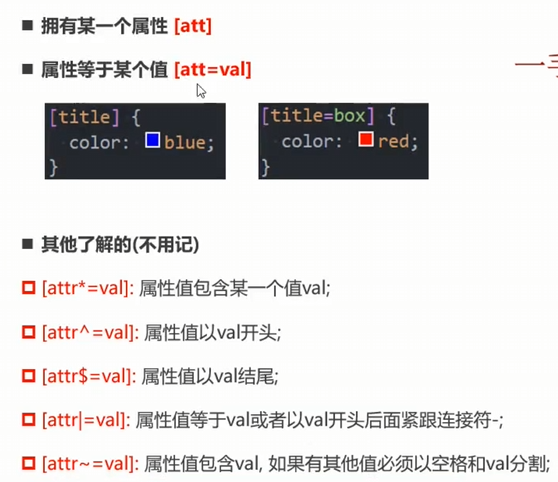 ■ 拥有某一个属性 [att]
■ 属性等于某个值 [att=val]
一
[title] {
color: blue;
}
[title=box] {
color: red;
}
■ 其他了解的(不用记)
[attr*=val]: 属性值包含某一个值val;
[attr^=val]: 属性值以val开头;
[attr$=val]: 属性值以val结尾;
[attr|=val]: 属性值等于val或者以val开头后面紧跟连接符-;
[attr~=val]: 属性值包含val, 如果有其他值必须以空格和val分割;